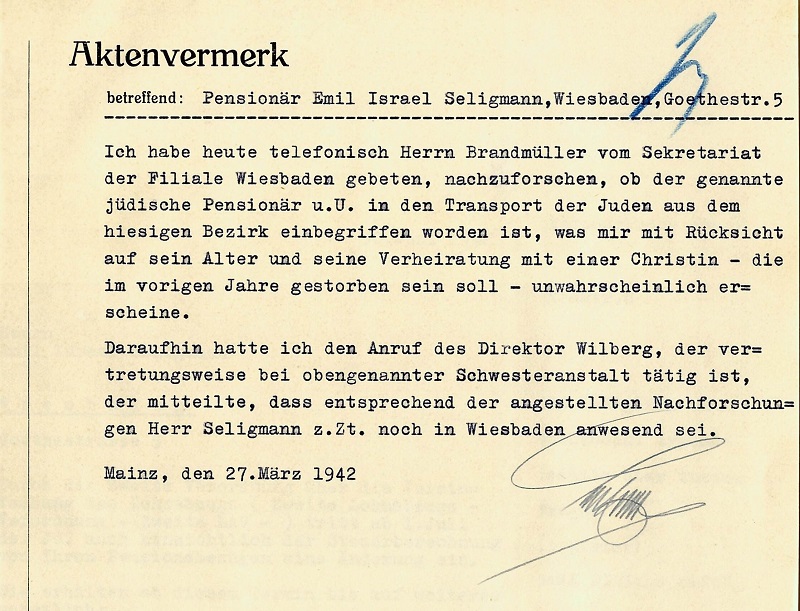 Aktenvermerk
betreffend: Pensionär Emil Israel Seligmann,Wiesbaden,Goethestr.5
Ich habe heute telefonisch Herrn Brandmüller vom Sekretariat
der Filiale Wiesbaden gebeten, nachzuforschen, ob der genannte
jüdische Pensionär u.U. in den Transport der Juden aus dem
hiesigen Bezirk einbegriffen worden ist, was mir mit Rücksicht
auf sein Alter und seine Verheiratung mit einer Christin - die
im vorigen Jahre gestorben sein soll - unwahrscheinlich er=
scheine.
Daraufhin hatte ich den Anruf des Direktor Wilberg, der ver=
tretungsweise bei obengenannter Schwesteranstalt tätig ist,
der mitteilte, dass entsprechend der angestellten Nachforschun=
gen Herr Seligmann z.Zt. noch in Wiesbaden anwesend sei.
Mainz, den 27.März 1942